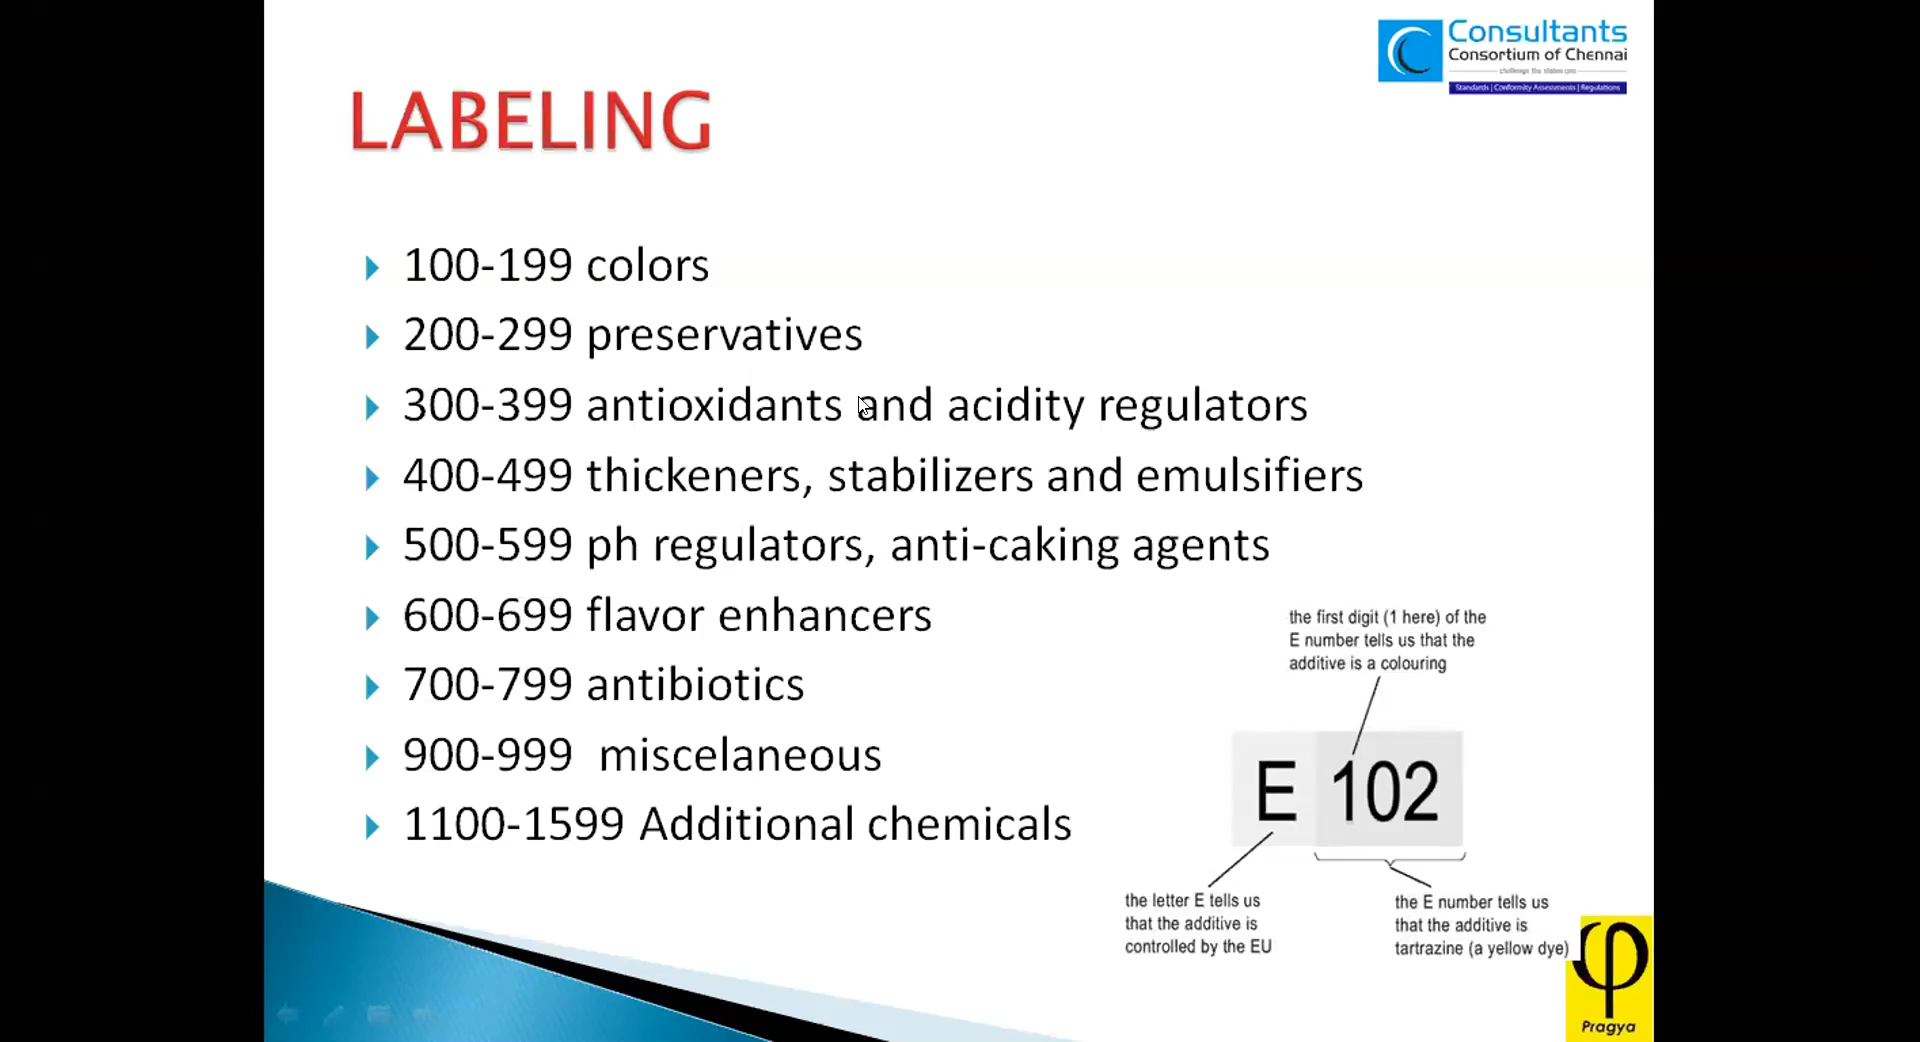 Consultants
Consortium of Chennai
challenge the status quo
Standards | Conformity Assessments | Regulations
LABELING
100-199 colors
200-299 preservatives
300-399 antioxidants and acidity regulators
400-499 thickeners, stabilizers and emulsifiers
500-599 ph regulators, anti-caking agents
600-699 flavor enhancers
700-799 antibiotics
900-999 miscelaneous
1100-1599 Additional chemicals
the first digit (1 here) of the
E number tells us that the
additive is a colouring
E 102
the letter E tells us
that the additive is
controlled by the EU
the E number tells us
that the additive is
tartrazine (a yellow dye)
φ
Pragya